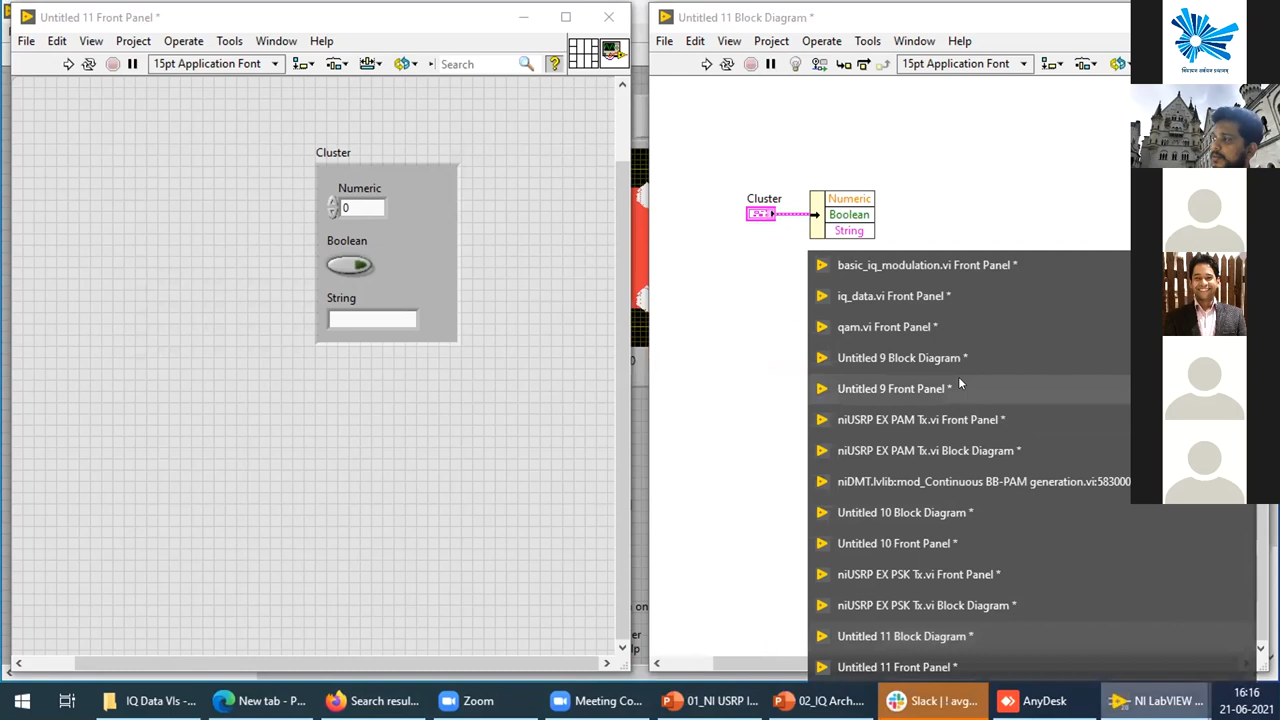 Untitled 11 Front Panel *
File Edit View Project Operate Tools Window Help
15pt Application Font
Search
Cluster
Numeric
0
Boolean
String
Untitled 11 Block Diagram *
File Edit View Project Operate Tools Window Help
15pt Application Font
Cluster
Numeric
Boolean
String
basic_iq_modulation.vi Front Panel *
iq_data.vi Front Panel *
qam.vi Front Panel *
Untitled 9 Block Diagram *
Untitled 9 Front Panel *
niUSRP EX PAM Tx.vi Front Panel *
niUSRP EX PAM Tx.vi Block Diagram *
niDMT.lvlib:mod_Continuous BB-PAM generation.vi:583000
Untitled 10 Block Diagram *
Untitled 10 Front Panel *
niUSRP EX PSK Tx.vi Front Panel *
niUSRP EX PSK Tx.vi Block Diagram *
Untitled 11 Block Diagram *
Untitled 11 Front Panel *
IQ Data VIs -...
New tab - P...
Search resul...
Zoom
Meeting Co...
01_NI USRP I...
02_IQ Arch....
Slack | ! avg...
AnyDesk
NI LabVIEW ...
16:16
21-06-2021